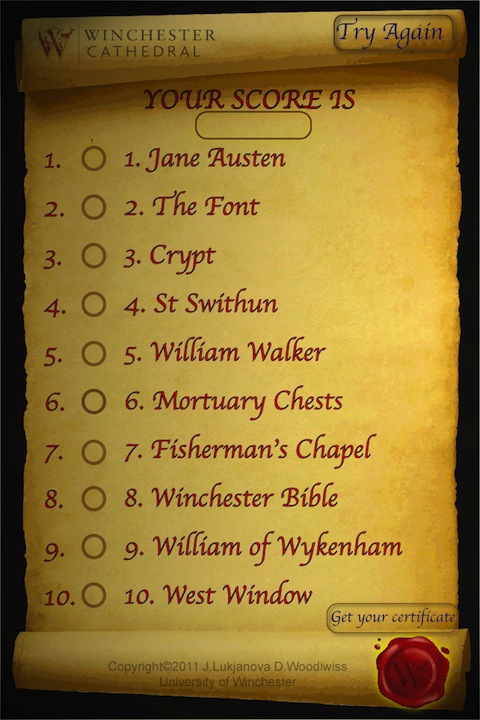 WINCHESTER
CATHEDRAL
Try Again
YOUR SCORE IS
1. 1. Jane Austen
2. 2. The Font
3. 3. Crypt
4. 4. St Swithun
5. 5. William Walker
6. 6. Mortuary Chests
7. 7. Fisherman's Chapel
8. 8. Winchester Bible
9. 9. William of Wykenham
10. 10. West Window
Get your certificate
W
Copyright©2011 J.Lukjanova D.Woodiwiss
University of Winchester